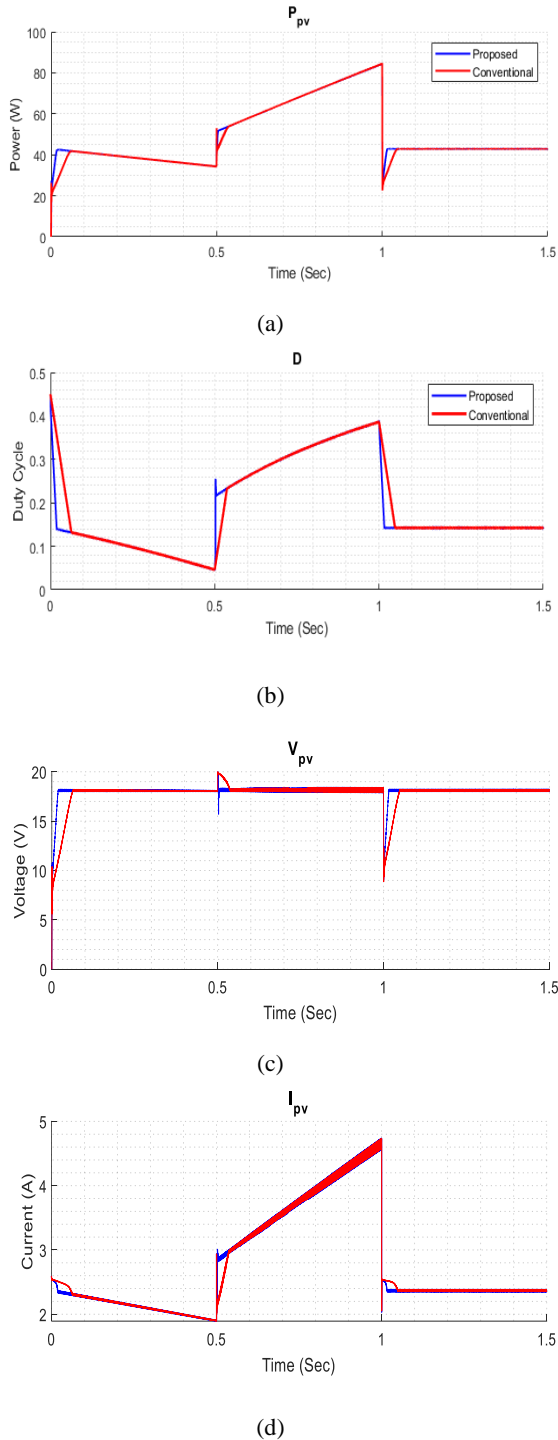 P_pv
100
80
60
40
20
0
Power (W)
Proposed
Conventional
0 0.5 1 1.5
Time (Sec)
(a)
D
0.5
0.4
0.3
0.2
0.1
0
Duty Cycle
Proposed
Conventional
0 0.5 1 1.5
Time (Sec)
(b)
V_pv
20
15
10
5
0
Voltage (V)
0 0.5 1 1.5
Time (Sec)
(c)
I_pv
5
4
3
2
Current (A)
0 0.5 1 1.5
Time (Sec)
(d)